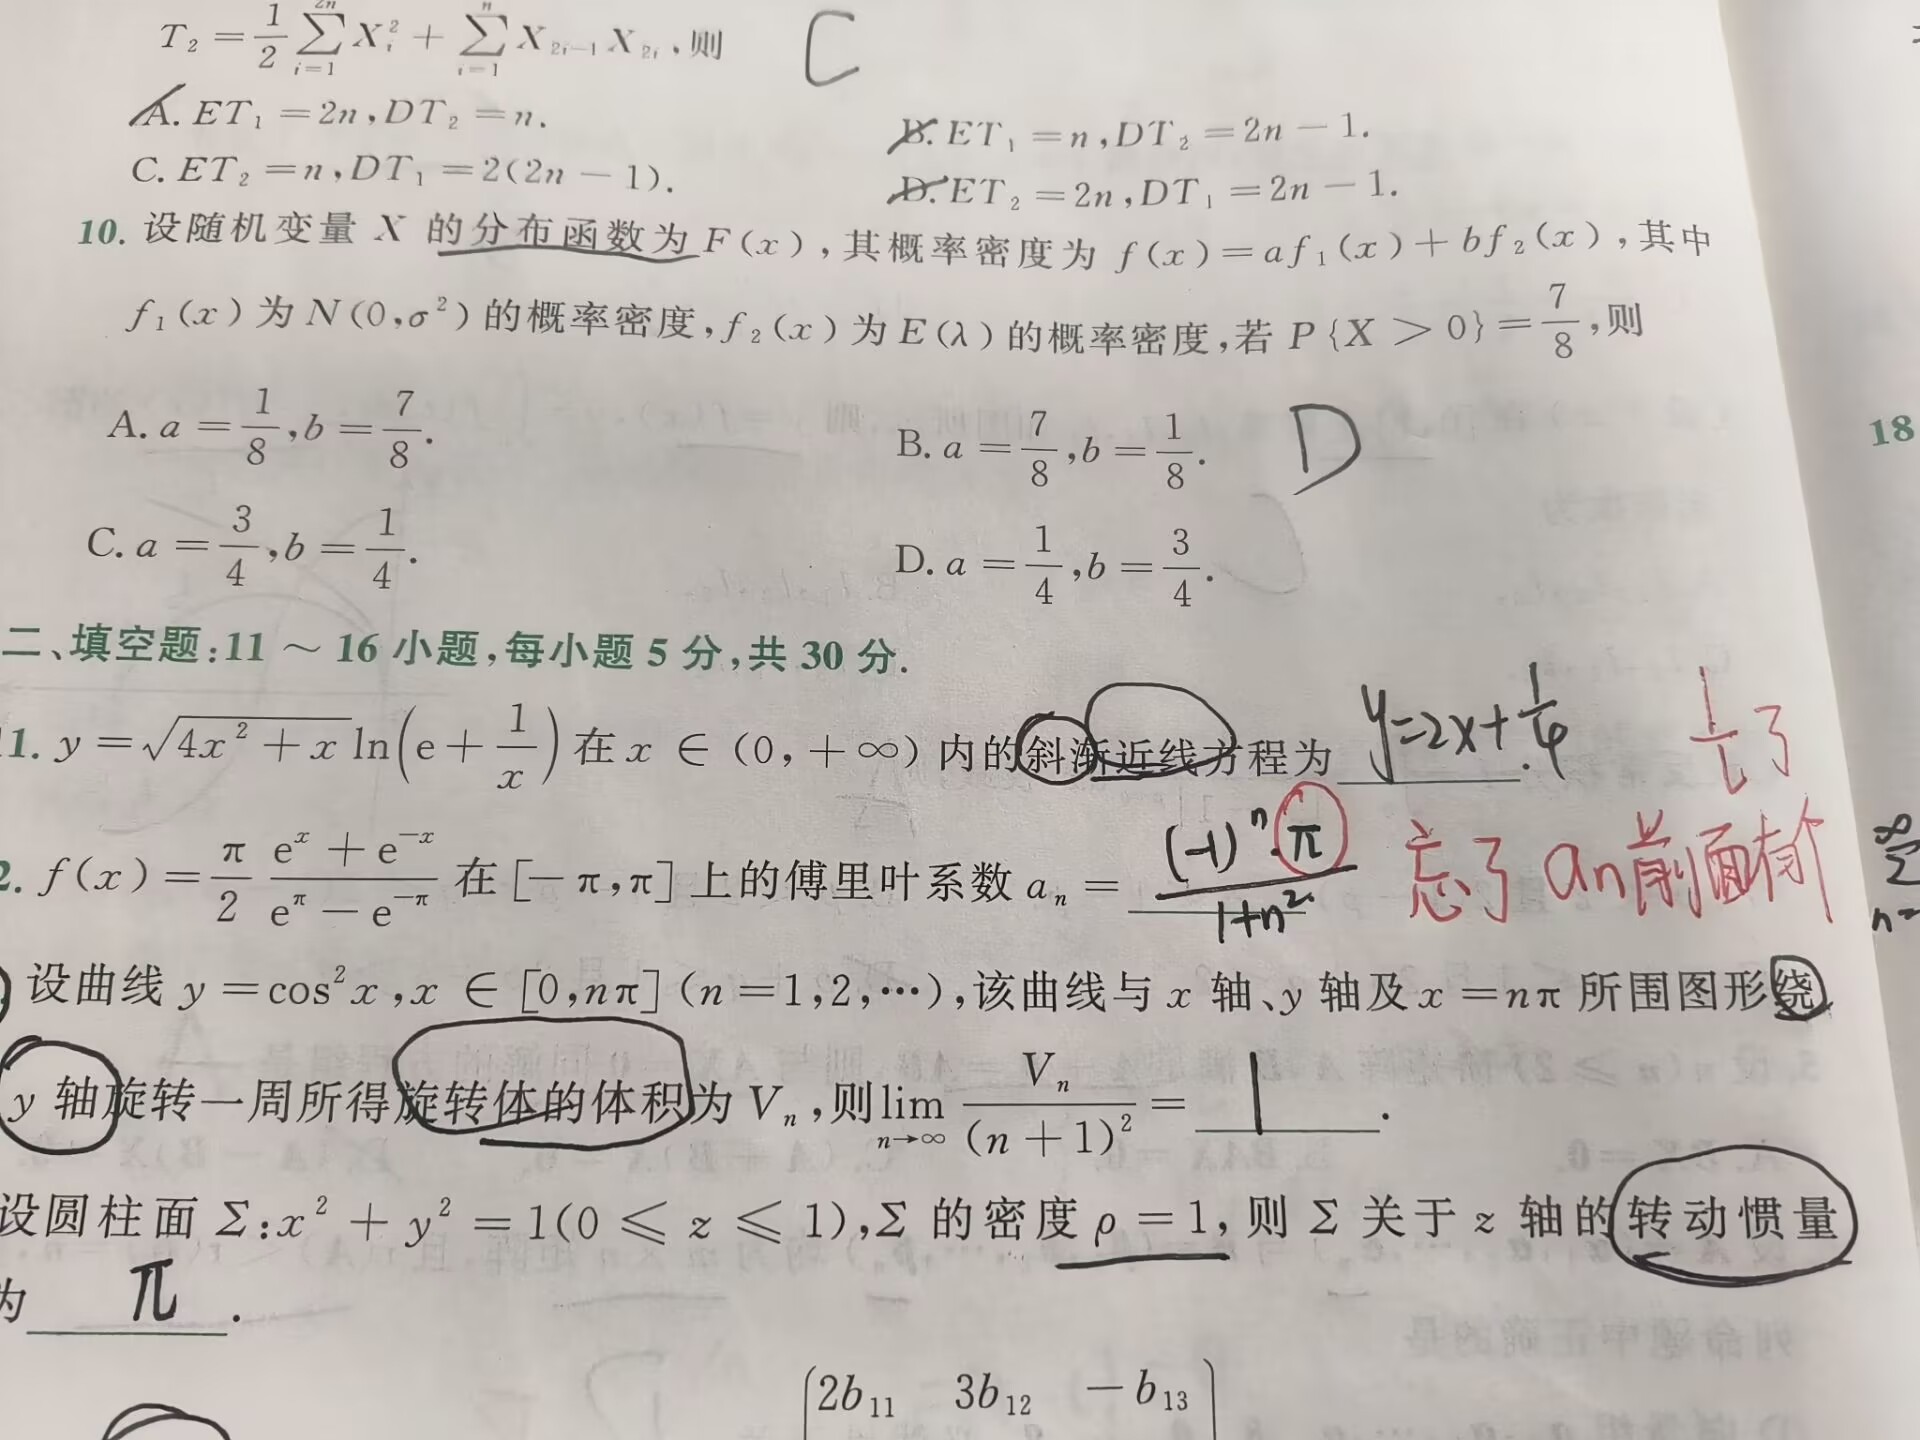 T₂ = 1/2 ∑_{i=1}^{2n} X_i² + ∑_{i=1}^{n} X_{2i-1} X_{2i},则 C
A. ET₁ = 2n,DT₂ = n.
B. ET₁ = n,DT₂ = 2n − 1.
C. ET₂ = n,DT₁ = 2(2n − 1).
D. ET₂ = 2n,DT₁ = 2n − 1.
10. 设随机变量 X 的分布函数为 F(x),其概率密度为 f(x) = af₁(x) + bf₂(x),其中
f₁(x)为 N(0,σ²)的概率密度,f₂(x)为 E(λ)的概率密度,若 P{X > 0} = 7/8,则
A. a = 1/8,b = 7/8.
B. a = 7/8,b = 1/8. D
C. a = 3/4,b = 1/4.
D. a = 1/4,b = 3/4.
18
二、填空题:11 ~ 16 小题,每小题 5 分,共 30 分.
1. y = √(4x² + x) ln(e + 1/x) 在 x ∈ (0, +∞) 内的斜渐近线方程为 y=2x+1/4 .
2. f(x) = π/2 (eˣ + e⁻ˣ)/(e^π − e^{−π}) 在 [−π,π] 上的傅里叶系数 aₙ = (-1)ⁿ·π/(1+n²) 忘了 an前面有个
1/π了
∞
∑
n=
设曲线 y = cos²x,x ∈ [0,nπ](n = 1,2,⋯),该曲线与 x 轴、y 轴及 x = nπ 所围图形绕
y 轴旋转一周所得旋转体的体积为 Vₙ,则 lim_{n→∞} Vₙ/(n + 1)² = 1 .
设圆柱面 Σ:x² + y² = 1(0 ⩽ z ⩽ 1),Σ 的密度 ρ = 1,则 Σ 关于 z 轴的转动惯量
为 π .
2b₁₁ 3b₁₂ −b₁₃